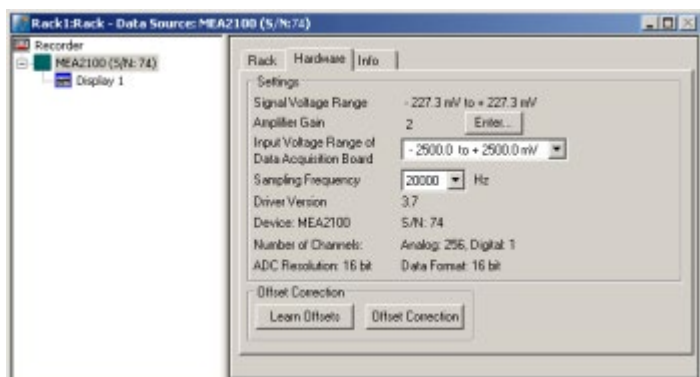 Rack1:Rack - Data Source: MEA2100 (S/N:74)
Recorder
MEA2100 (S/N: 74)
Display 1
Rack Hardware Info
Settings
Signal Voltage Range - 227.3 mV to + 227.3 mV
Amplifier Gain 2 Enter...
Input Voltage Range of
Data Acquisition Board - 2500.0 to + 2500.0 mV
Sampling Frequency 20000 Hz
Driver Version 3.7
Device: MEA2100 S/N: 74
Number of Channels: Analog: 256, Digital: 1
ADC Resolution: 16 bit Data Format: 16 bit
Offset Correction
Learn Offsets Offset Correction